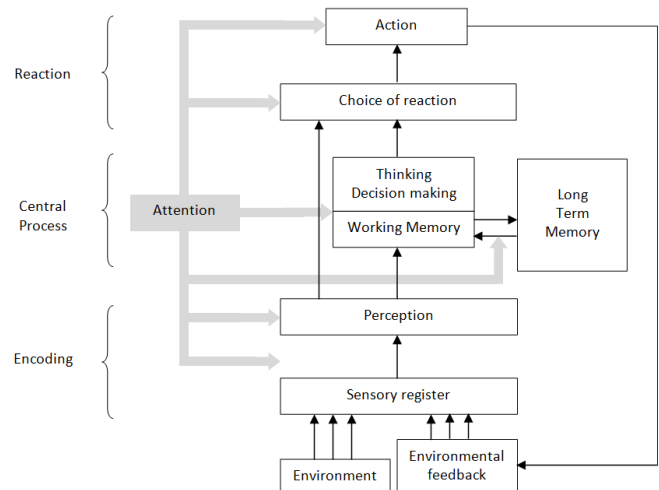 Action
Reaction
Choice of reaction
Thinking
Decision making
Long
Term
Memory
Central
Process
Attention
Working Memory
Perception
Encoding
Sensory register
Environment
Environmental
feedback